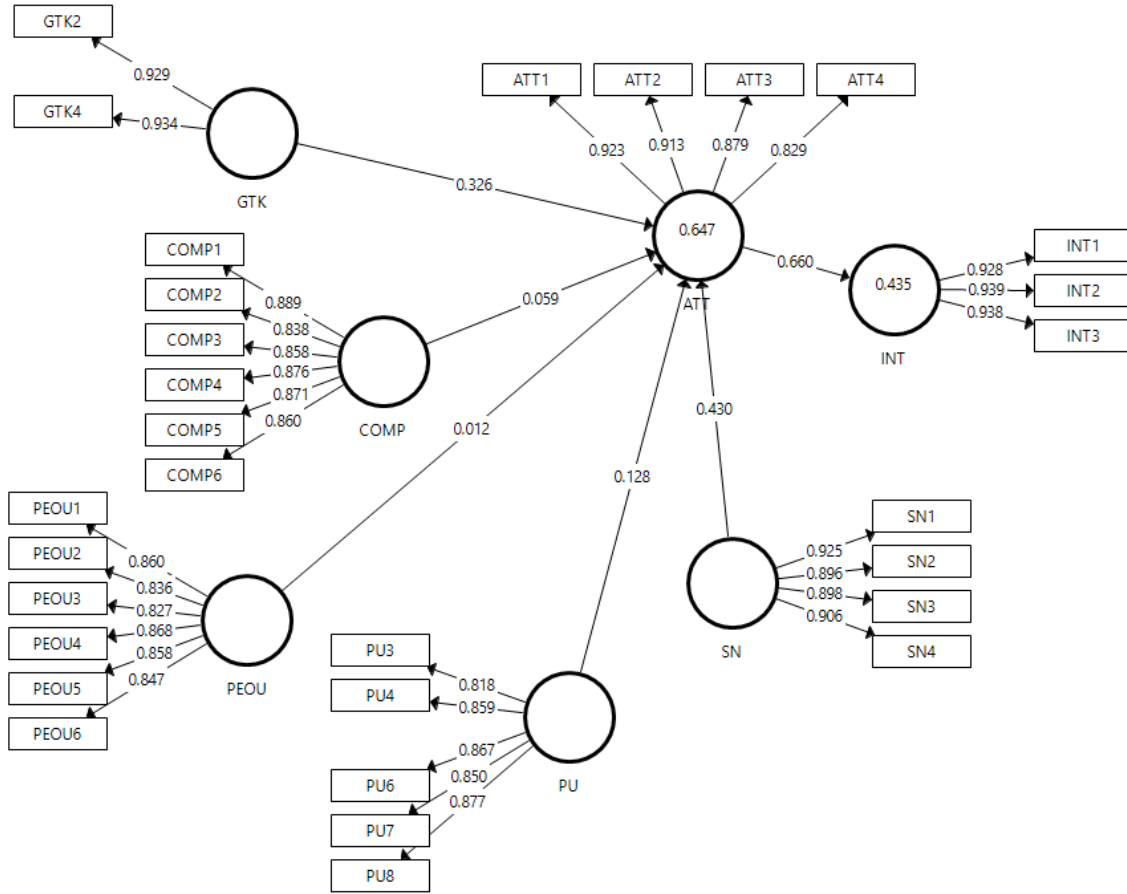 GTK2
0.929
GTK4
0.934
GTK
0.326
ATT1
ATT2
ATT3
ATT4
0.923
0.913
0.879
0.829
0.647
ATT
0.660
0.435
INT
INT1
0.928
INT2
0.939
INT3
0.938
COMP1
0.889
COMP2
0.838
COMP3
0.858
COMP4
0.876
COMP5
0.871
COMP6
0.860
COMP
0.059
PEOU1
0.860
PEOU2
0.836
PEOU3
0.827
PEOU4
0.868
PEOU5
0.858
PEOU6
0.847
PEOU
0.012
0.430
0.128
SN1
0.925
SN2
0.896
SN3
0.898
SN4
0.906
SN
PU3
0.818
PU4
0.859
PU6
0.867
PU7
0.850
PU8
0.877
PU